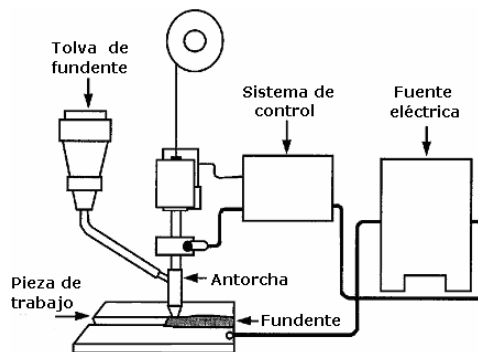 Tolva de
fundente
Sistema de
control
Fuente
eléctrica
Antorcha
Pieza de
trabajo
Fundente